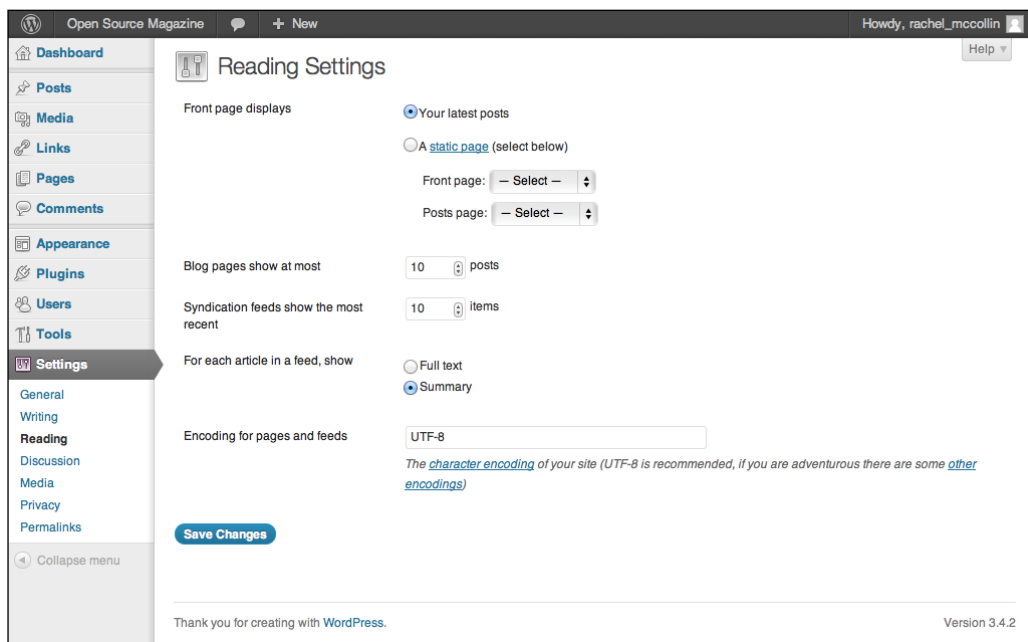 Open Source Magazine + New Howdy, rachel_mccollin
Help
Dashboard
Posts
Media
Links
Pages
Comments
Appearance
Plugins
Users
Tools
Settings
General
Writing
Reading
Discussion
Media
Privacy
Permalinks
Collapse menu
Reading Settings
Front page displays
Your latest posts
A static page (select below)
Front page: — Select —
Posts page: — Select —
Blog pages show at most 10 posts
Syndication feeds show the most
recent
10 items
For each article in a feed, show
Full text
Summary
Encoding for pages and feeds UTF-8
The character encoding of your site (UTF-8 is recommended, if you are adventurous there are some other
encodings)
Save Changes
Thank you for creating with WordPress. Version 3.4.2